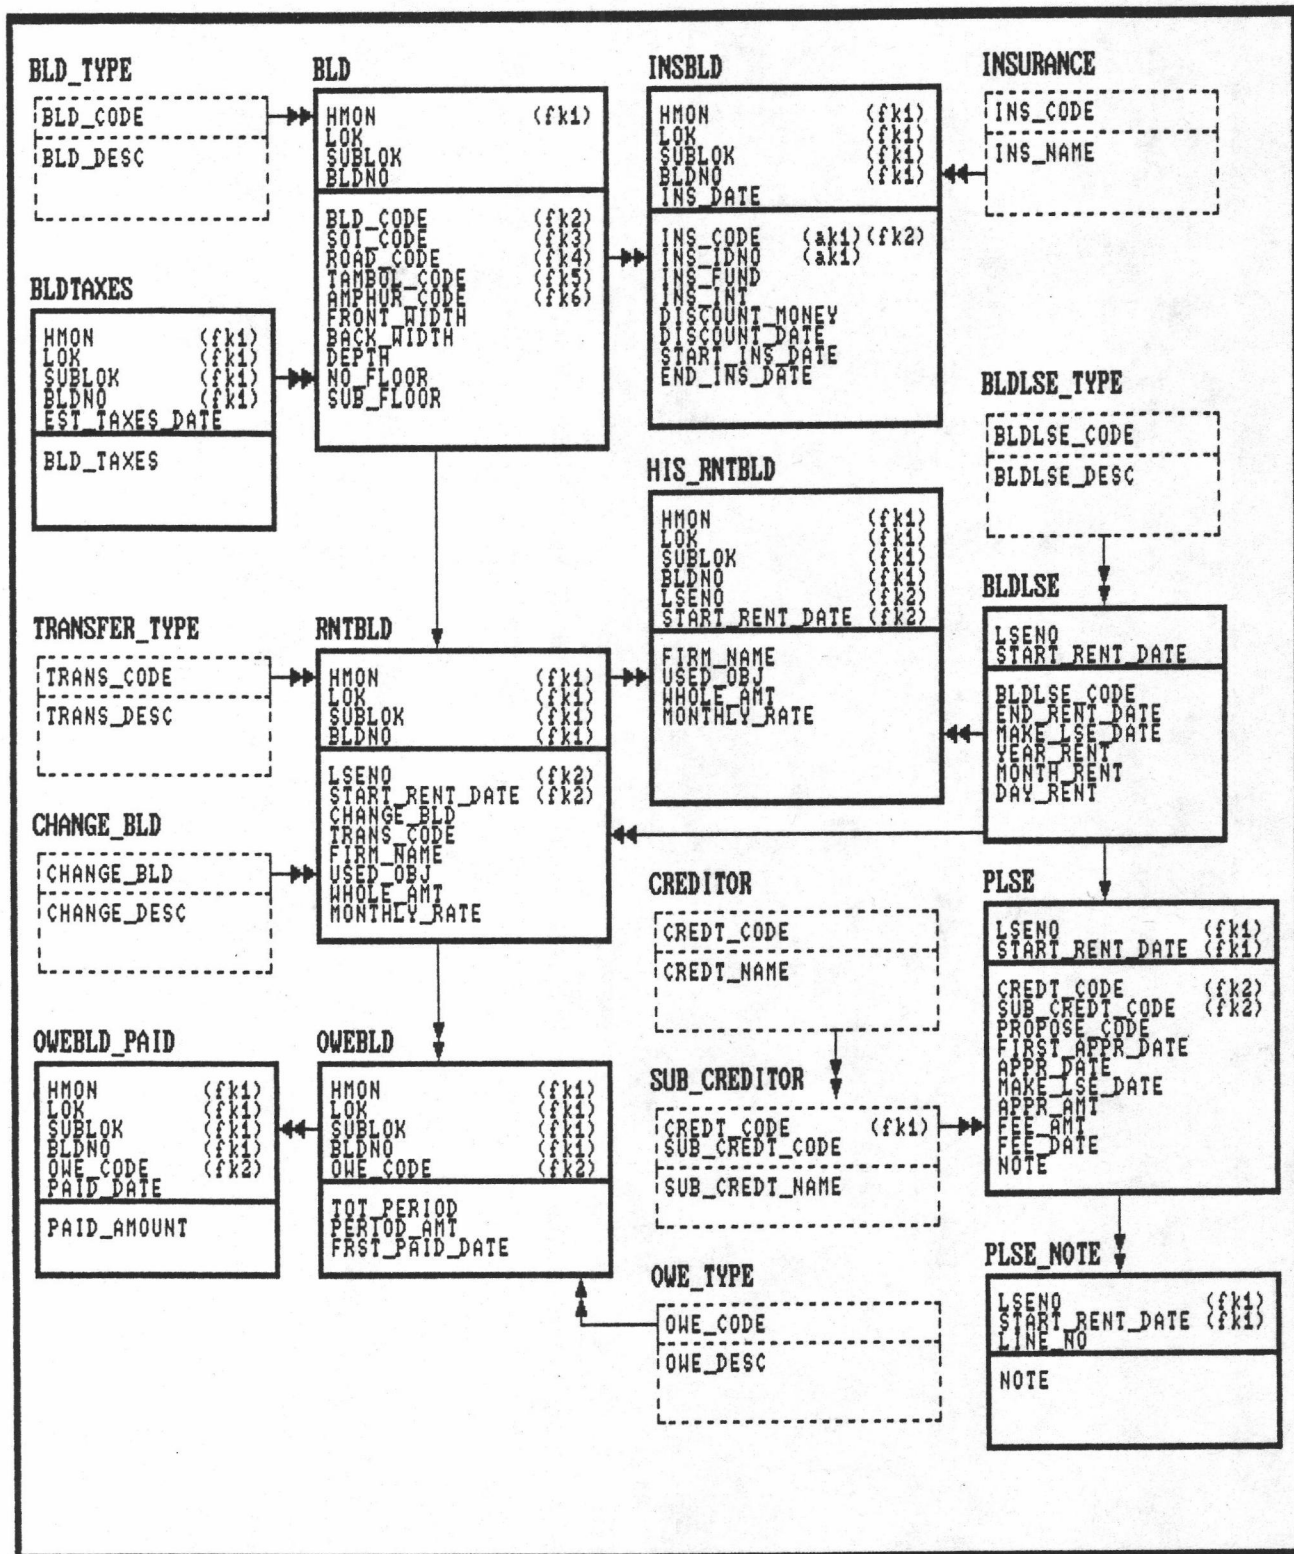 BLD_TYPE
BLD_CODE
BLD_DESC
BLD
HMON (fk1)
LOK
SUBLOK
BLDNO
BLD_CODE (fk2)
SOI_CODE (fk3)
ROAD_CODE (fk4)
TAMBOL_CODE (fk5)
AMPHUR_CODE (fk6)
FRONT_WIDTH
BACK_WIDTH
DEPTH
NO_FLOOR
SUB_FLOOR
INSBLD
HMON (fk1)
LOK (fk1)
SUBLOK (fk1)
BLDNO (fk1)
INS_DATE
INS_CODE (ak1)(fk2)
INS_IDNO (ak1)
INS_FUND
INS_INT
DISCOUNT_MONEY
DISCOUNT_DATE
START_INS_DATE
END_INS_DATE
INSURANCE
INS_CODE
INS_NAME
BLDTAXES
HMON (fk1)
LOK (fk1)
SUBLOK (fk1)
BLDNO (fk1)
EST_TAXES_DATE
BLD_TAXES
BLDLSE_TYPE
BLDLSE_CODE
BLDLSE_DESC
HIS_RNTBLD
HMON (fk1)
LOK (fk1)
SUBLOK (fk1)
BLDNO (fk1)
LSENO (fk2)
START_RENT_DATE (fk2)
FIRM_NAME
USED_OBJ
WHOLE_AMT
MONTHLY_RATE
BLDLSE
LSENO
START_RENT_DATE
BLDLSE_CODE
END_RENT_DATE
MAKE_LSE_DATE
YEAR_RENT
MONTH_RENT
DAY_RENT
TRANSFER_TYPE
TRANS_CODE
TRANS_DESC
RNTBLD
HMON (fk1)
LOK (fk1)
SUBLOK (fk1)
BLDNO (fk1)
LSENO (fk2)
START_RENT_DATE (fk2)
CHANGE_BLD
TRANS_CODE
FIRM_NAME
USED_OBJ
WHOLE_AMT
MONTHLY_RATE
CHANGE_BLD
CHANGE_BLD
CHANGE_DESC
CREDITOR
CREDT_CODE
CREDT_NAME
PLSE
LSENO (fk1)
START_RENT_DATE (fk1)
CREDT_CODE (fk2)
SUB_CREDT_CODE (fk2)
PROPOSE_CODE
FIRST_APPR_DATE
APPR_DATE
MAKE_LSE_DATE
APPR_AMT
FEE_AMT
FEE_DATE
NOTE
OWEBLD_PAID
HMON (fk1)
LOK (fk1)
SUBLOK (fk1)
BLDNO (fk1)
OWE_CODE (fk2)
PAID_DATE
PAID_AMOUNT
OWEBLD
HMON (fk1)
LOK (fk1)
SUBLOK (fk1)
BLDNO (fk1)
OWE_CODE (fk2)
TOT_PERIOD
PERIOD_AMT
FRST_PAID_DATE
SUB_CREDITOR
CREDT_CODE (fk1)
SUB_CREDT_CODE
SUB_CREDT_NAME
OWE_TYPE
OWE_CODE
OWE_DESC
PLSE_NOTE
LSENO (fk1)
START_RENT_DATE (fk1)
LINE_NO
NOTE